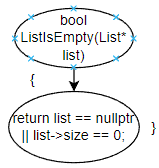 bool
ListIsEmpty(List*
list)
{
return list == nullptr
|| list->size == 0;
}